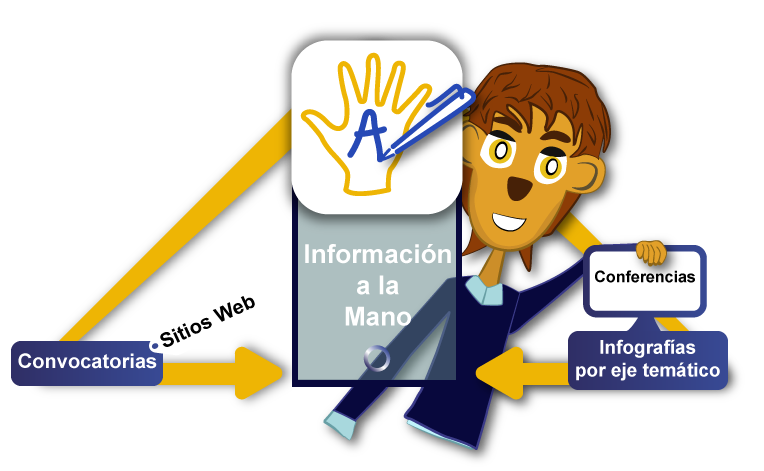 A
Información
a la
Mano
Sitios Web
Convocatorias
Conferencias
Infografías
por eje temático